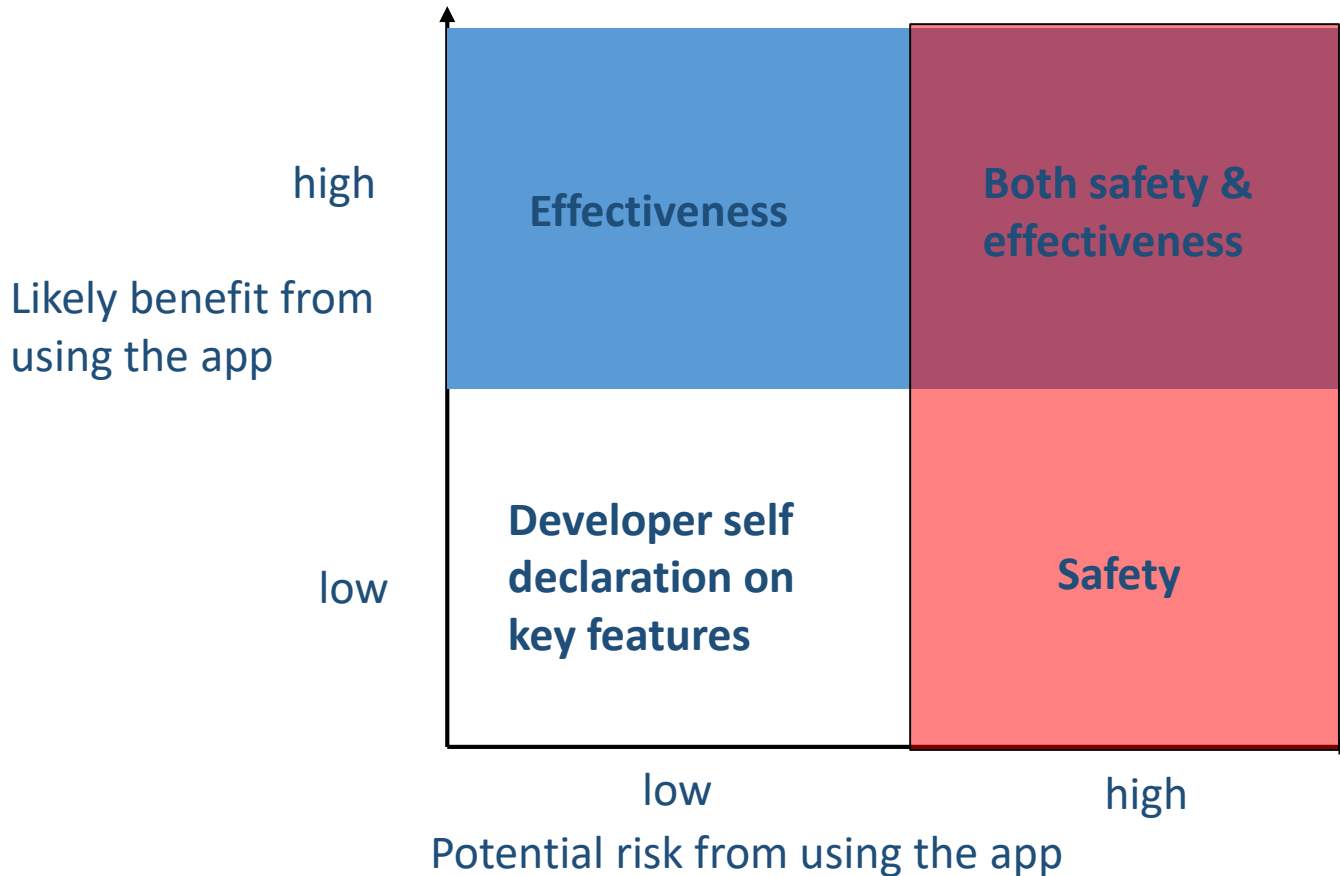 high
Effectiveness
Both safety &
effectiveness
Likely benefit from
using the app
low
Developer self
declaration on
key features
Safety
low
high
Potential risk from using the app